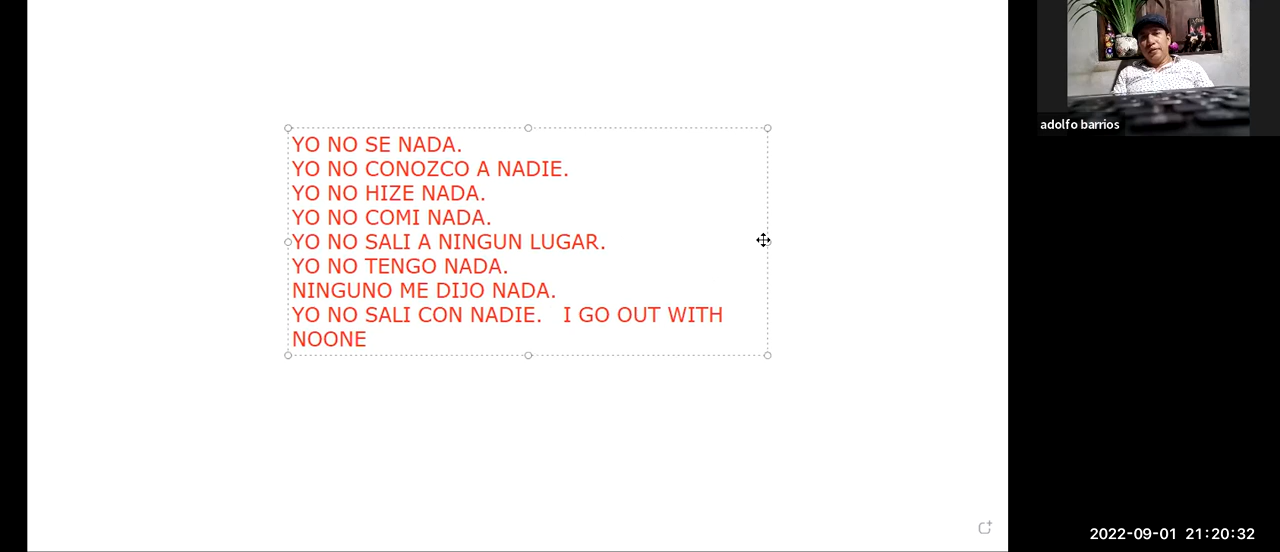 YO NO SE NADA.
YO NO CONOZCO A NADIE.
YO NO HIZE NADA.
YO NO COMI NADA.
YO NO SALI A NINGUN LUGAR.
YO NO TENGO NADA.
NINGUNO ME DIJO NADA.
YO NO SALI CON NADIE.   I GO OUT WITH
NOONE
adolfo barrios
2022-09-01 21:20:32